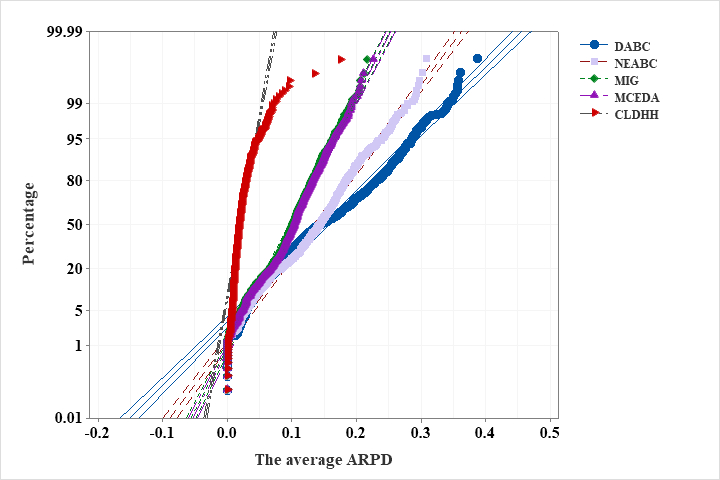 99.99
99
95
80
50
20
5
1
0.01
Percentage
-0.2
-0.1
0.0
0.1
0.2
0.3
0.4
0.5
The average ARPD
DABC
NEABC
MIG
MCEDA
CLDHH